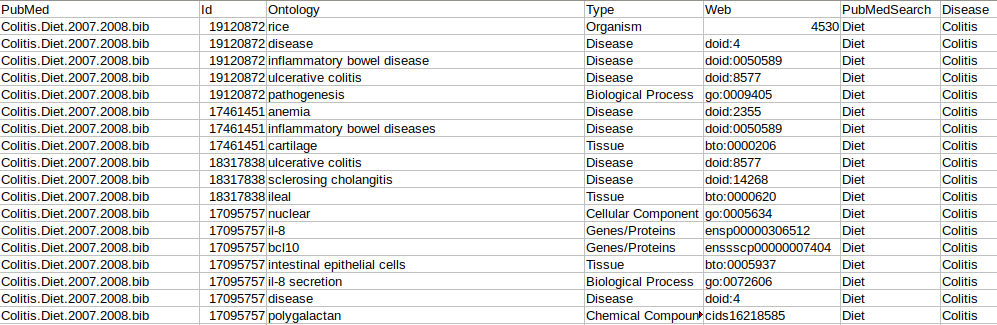 PubMed Id Ontology Type Web PubMedSearch Disease
Colitis.Diet.2007.2008.bib 19120872 rice Organism 4530 Diet Colitis
Colitis.Diet.2007.2008.bib 19120872 disease Disease doid:4 Diet Colitis
Colitis.Diet.2007.2008.bib 19120872 inflammatory bowel disease Disease doid:0050589 Diet Colitis
Colitis.Diet.2007.2008.bib 19120872 ulcerative colitis Disease doid:8577 Diet Colitis
Colitis.Diet.2007.2008.bib 19120872 pathogenesis Biological Process go:0009405 Diet Colitis
Colitis.Diet.2007.2008.bib 17461451 anemia Disease doid:2355 Diet Colitis
Colitis.Diet.2007.2008.bib 17461451 inflammatory bowel diseases Disease doid:0050589 Diet Colitis
Colitis.Diet.2007.2008.bib 17461451 cartilage Tissue bto:0000206 Diet Colitis
Colitis.Diet.2007.2008.bib 18317838 ulcerative colitis Disease doid:8577 Diet Colitis
Colitis.Diet.2007.2008.bib 18317838 sclerosing cholangitis Disease doid:14268 Diet Colitis
Colitis.Diet.2007.2008.bib 18317838 ileal Tissue bto:0000620 Diet Colitis
Colitis.Diet.2007.2008.bib 17095757 nuclear Cellular Component go:0005634 Diet Colitis
Colitis.Diet.2007.2008.bib 17095757 il-8 Genes/Proteins ensp00000306512 Diet Colitis
Colitis.Diet.2007.2008.bib 17095757 bcl10 Genes/Proteins enssscp00000007404 Diet Colitis
Colitis.Diet.2007.2008.bib 17095757 intestinal epithelial cells Tissue bto:0005937 Diet Colitis
Colitis.Diet.2007.2008.bib 17095757 il-8 secretion Biological Process go:0072606 Diet Colitis
Colitis.Diet.2007.2008.bib 17095757 disease Disease doid:4 Diet Colitis
Colitis.Diet.2007.2008.bib 17095757 polygalactan Chemical Compoun cids16218585 Diet Colitis